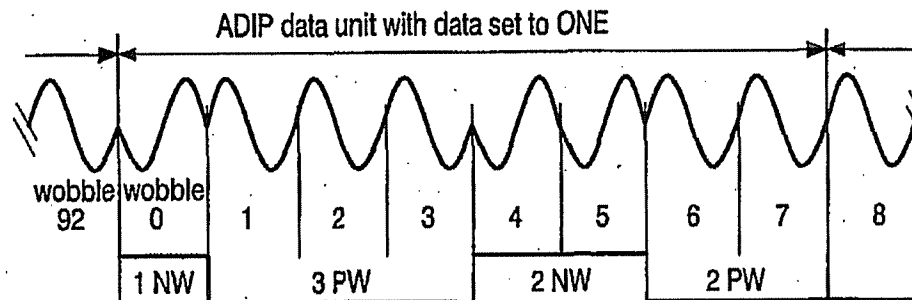 ADIP data unit with data set to ONE
wobble wobble
92 0 1 2 3 4 5 6 7 8
1 NW 3 PW 2 NW 2 PW